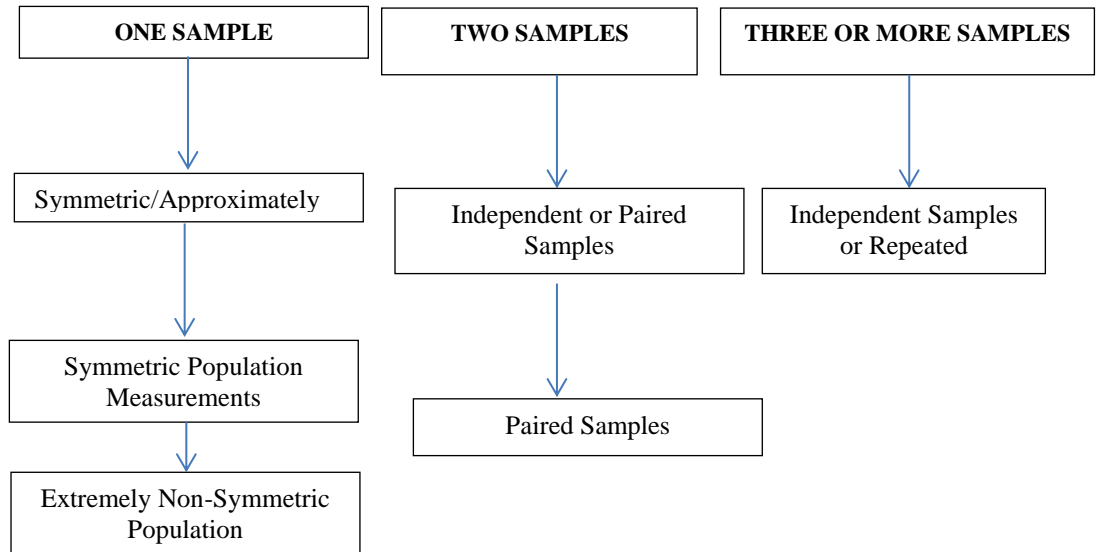 ONE SAMPLE
TWO SAMPLES
THREE OR MORE SAMPLES
Symmetric/Approximately
Independent or Paired
Samples
Independent Samples
or Repeated
Symmetric Population
Measurements
Paired Samples
Extremely Non-Symmetric
Population